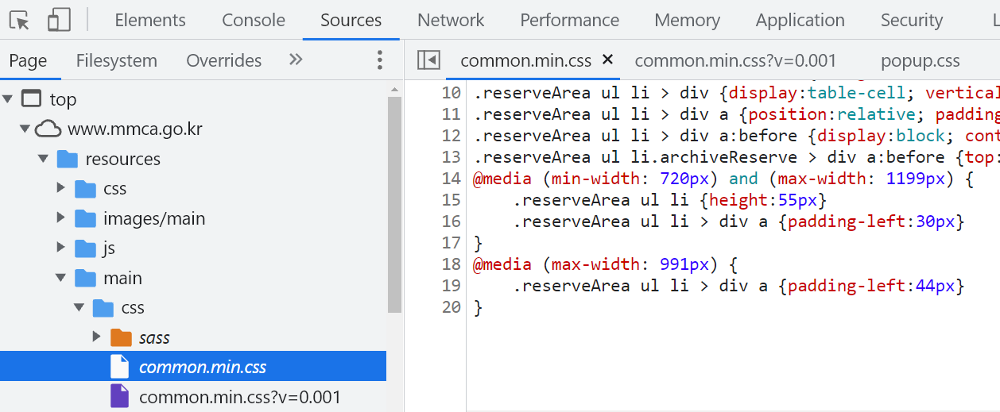 Elements Console Sources Network Performance Memory Application Security L
Page Filesystem Overrides »
common.min.css × common.min.css?v=0.001 popup.css
top
www.mmca.go.kr
resources
css
images/main
js
main
css
sass
common.min.css
common.min.css?v=0.001
10 .reserveArea ul li > div {display:table-cell; vertical
11 .reserveArea ul li > div a {position:relative; padding
12 .reserveArea ul li > div a:before {display:block; cont
13 .reserveArea ul li.archiveReserve > div a:before {top:
14 @media (min-width: 720px) and (max-width: 1199px) {
15 .reserveArea ul li {height:55px}
16 .reserveArea ul li > div a {padding-left:30px}
17 }
18 @media (max-width: 991px) {
19 .reserveArea ul li > div a {padding-left:44px}
20 }